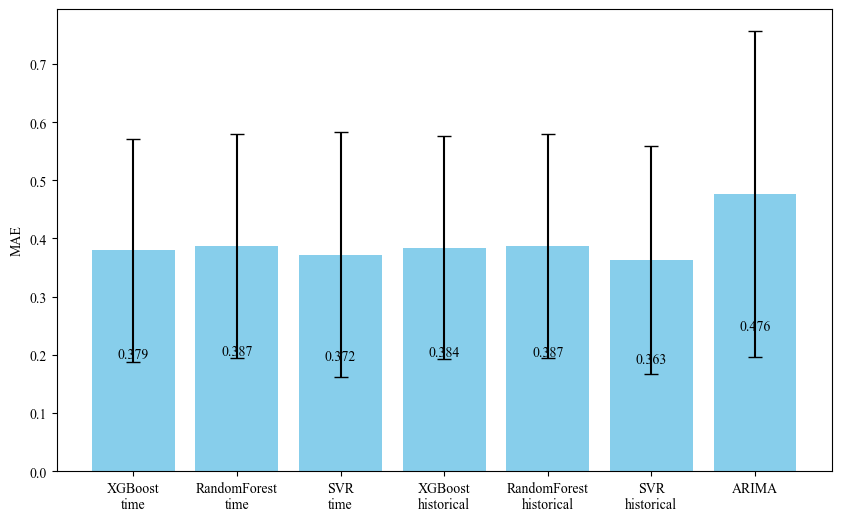 0.7
0.6
0.5
0.4
0.3
0.2
0.1
0.0
MAE
0.379
0.387
0.372
0.384
0.387
0.363
0.476
XGBoost
time
RandomForest
time
SVR
time
XGBoost
historical
RandomForest
historical
SVR
historical
ARIMA